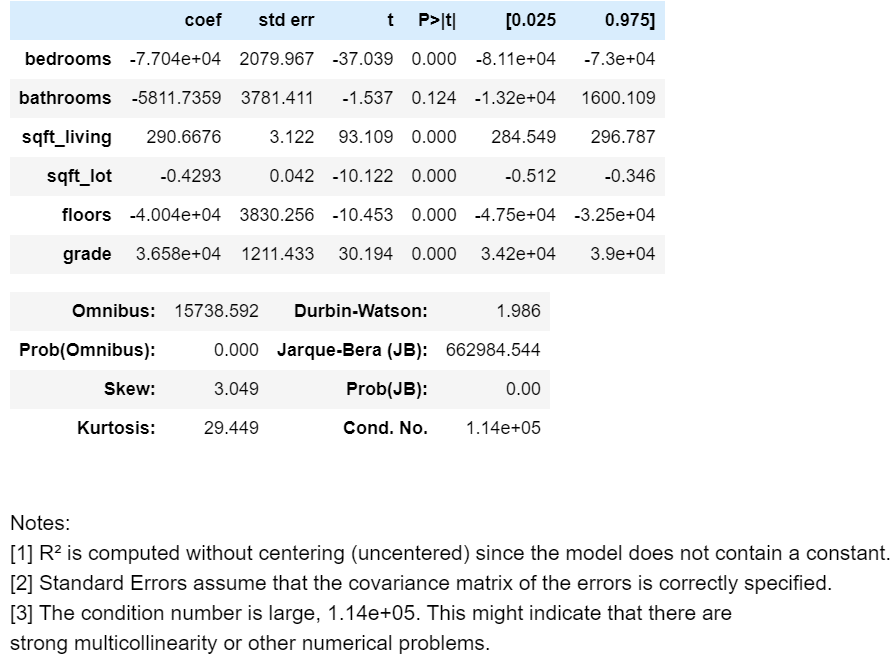 coef std err t P>|t| [0.025 0.975]
bedrooms -7.704e+04 2079.967 -37.039 0.000 -8.11e+04 -7.3e+04
bathrooms -5811.7359 3781.411 -1.537 0.124 -1.32e+04 1600.109
sqft_living 290.6676 3.122 93.109 0.000 284.549 296.787
sqft_lot -0.4293 0.042 -10.122 0.000 -0.512 -0.346
floors -4.004e+04 3830.256 -10.453 0.000 -4.75e+04 -3.25e+04
grade 3.658e+04 1211.433 30.194 0.000 3.42e+04 3.9e+04
Omnibus: 15738.592 Durbin-Watson: 1.986
Prob(Omnibus): 0.000 Jarque-Bera (JB): 662984.544
Skew: 3.049 Prob(JB): 0.00
Kurtosis: 29.449 Cond. No. 1.14e+05
Notes:
[1] R² is computed without centering (uncentered) since the model does not contain a constant.
[2] Standard Errors assume that the covariance matrix of the errors is correctly specified.
[3] The condition number is large, 1.14e+05. This might indicate that there are
strong multicollinearity or other numerical problems.